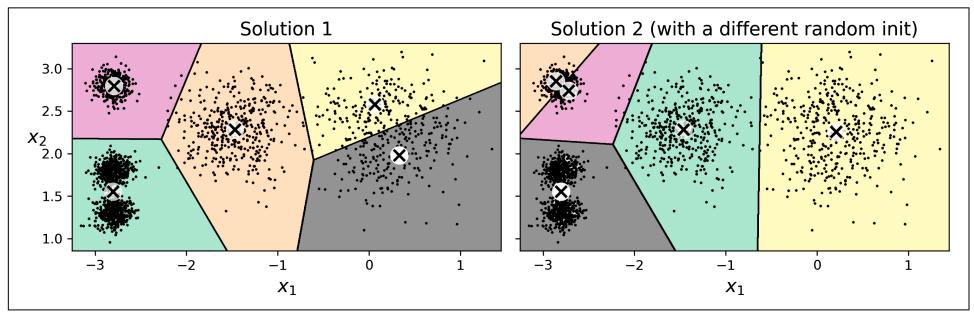 Solution 1
Solution 2 (with a different random init)
3.0
2.5
x₂ 2.0
1.5
1.0
−3 −2 −1 0 1
−3 −2 −1 0 1
x₁
x₁